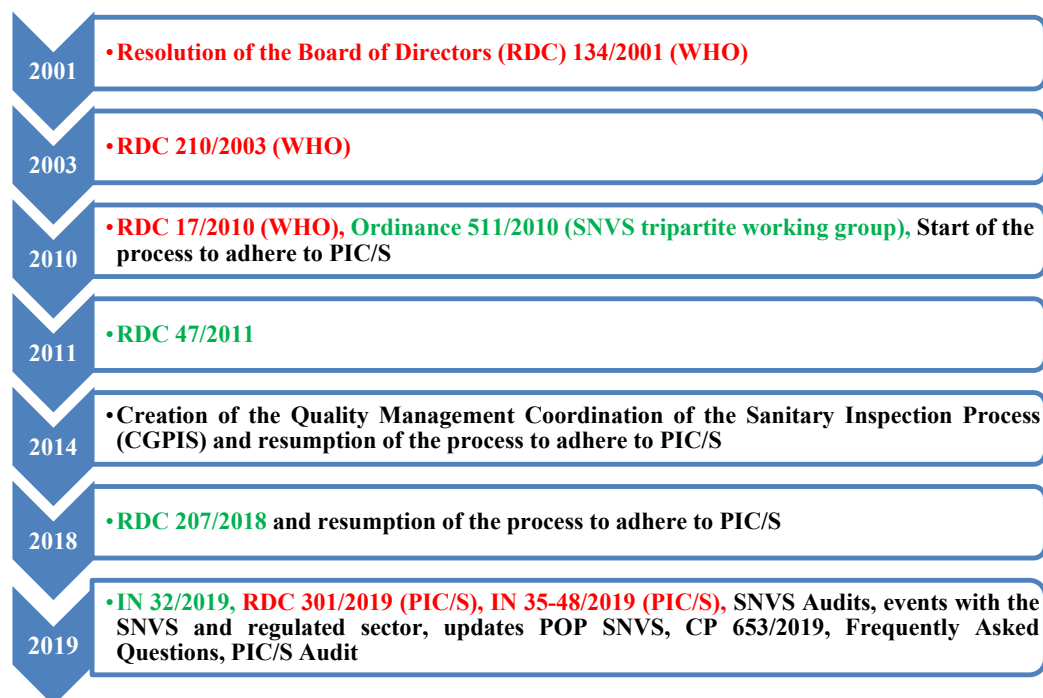 2001
•Resolution of the Board of Directors (RDC) 134/2001 (WHO)
2003
•RDC 210/2003 (WHO)
2010
•RDC 17/2010 (WHO), Ordinance 511/2010 (SNVS tripartite working group), Start of the
process to adhere to PIC/S
2011
•RDC 47/2011
2014
•Creation of the Quality Management Coordination of the Sanitary Inspection Process
(CGPIS) and resumption of the process to adhere to PIC/S
2018
•RDC 207/2018 and resumption of the process to adhere to PIC/S
2019
•IN 32/2019, RDC 301/2019 (PIC/S), IN 35-48/2019 (PIC/S), SNVS Audits, events with the
SNVS and regulated sector, updates POP SNVS, CP 653/2019, Frequently Asked
Questions, PIC/S Audit